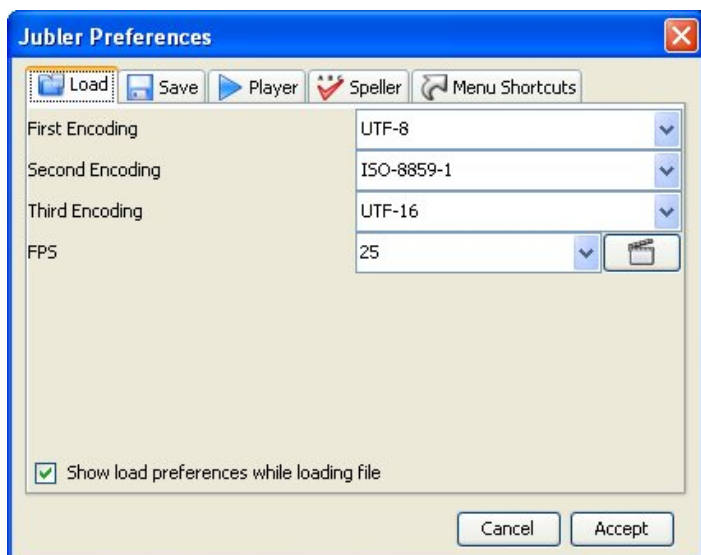 Jubler Preferences
Load Save Player Speller Menu Shortcuts
First Encoding UTF-8
Second Encoding ISO-8859-1
Third Encoding UTF-16
FPS 25
Show load preferences while loading file
Cancel Accept